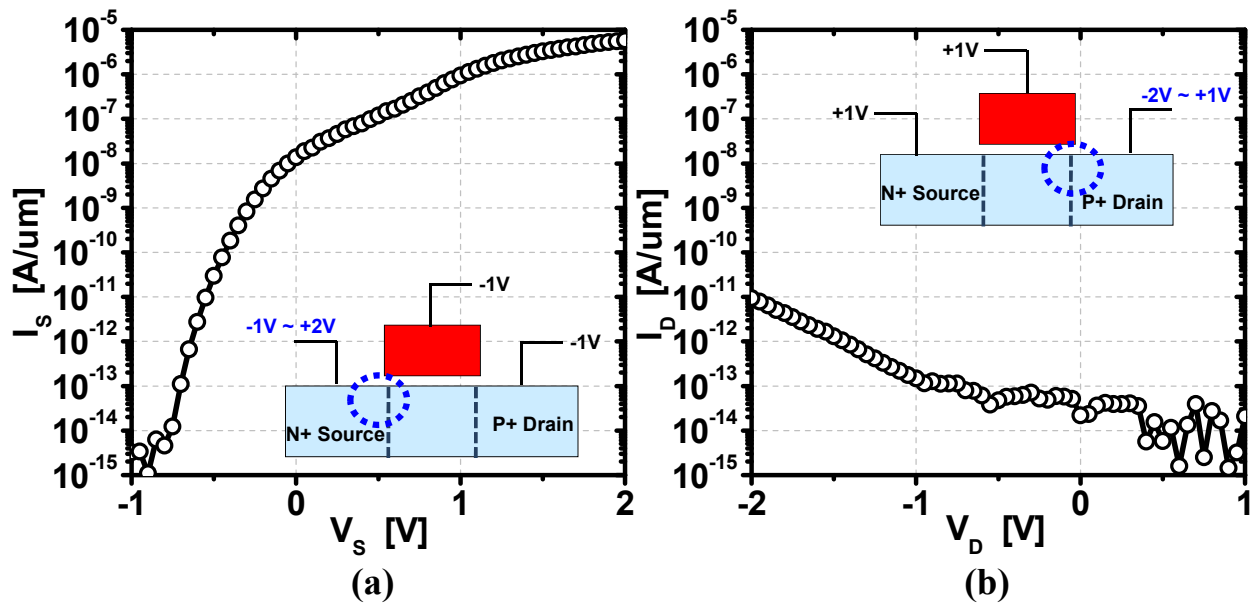 10^-5
10^-6
10^-7
10^-8
10^-9
10^-10
10^-11
10^-12
10^-13
10^-14
10^-15
I_S [A/um]
-1V
-1V ~ +2V
-1V
N+ Source
P+ Drain
-1 0 1 2
V_S [V]
(a)
10^-5
10^-6
10^-7
10^-8
10^-9
10^-10
10^-11
10^-12
10^-13
10^-14
10^-15
I_D [A/um]
+1V
-2V ~ +1V
+1V
N+ Source
P+ Drain
-2 -1 0 1
V_D [V]
(b)